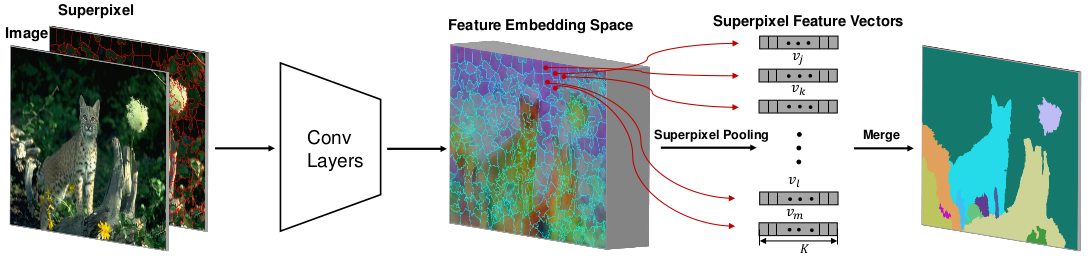 Superpixel
Image
Conv
Layers
Feature Embedding Space
Superpixel Feature Vectors
v_j
v_k
Superpixel Pooling
Merge
v_l
v_m
K